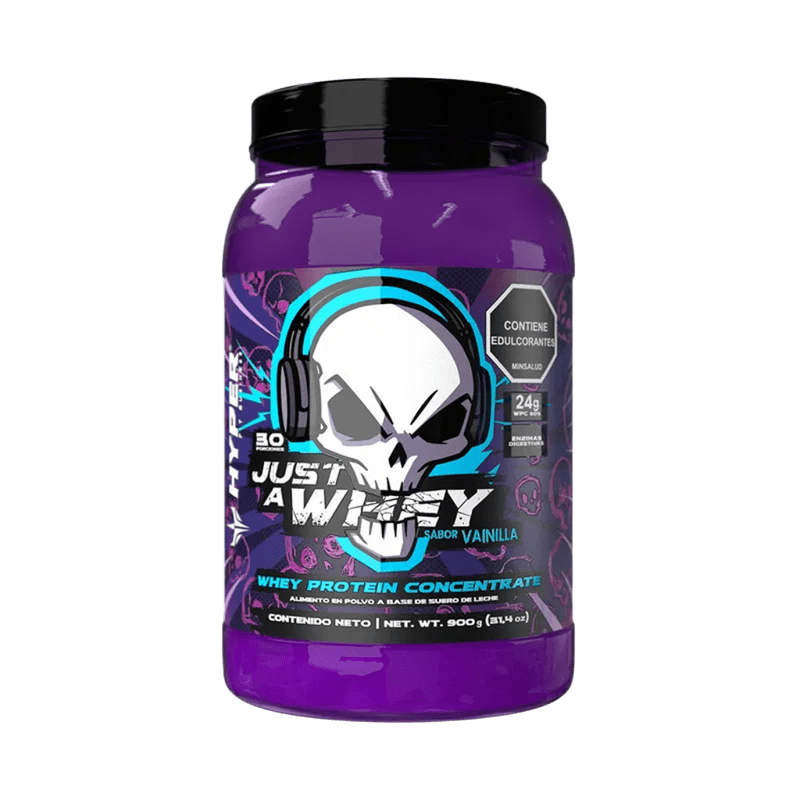 HYPER
CONTIENE
EDULCORANTES
MINSALUD
24g
WPC 80%
ENZIMAS
DIGESTIVAS
30
PORCIONES
JUST
A WHEY
SABOR VAINILLA
WHEY PROTEIN CONCENTRATE
ALIMENTO EN POLVO A BASE DE SUERO DE LECHE
CONTENIDO NETO | NET. WT. 900g (31,4 oz)